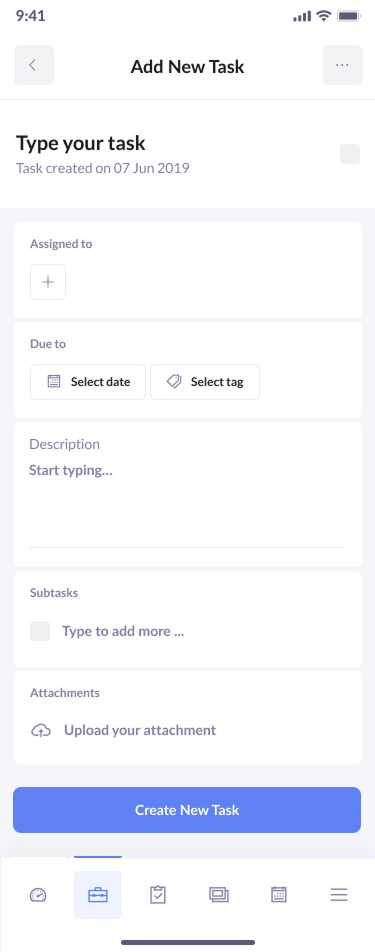 9:41
Add New Task
Type your task
Task created on 07 Jun 2019
Assigned to
Due to
Select date
Select tag
Description
Start typing...
Subtasks
Type to add more ...
Attachments
Upload your attachment
Create New Task